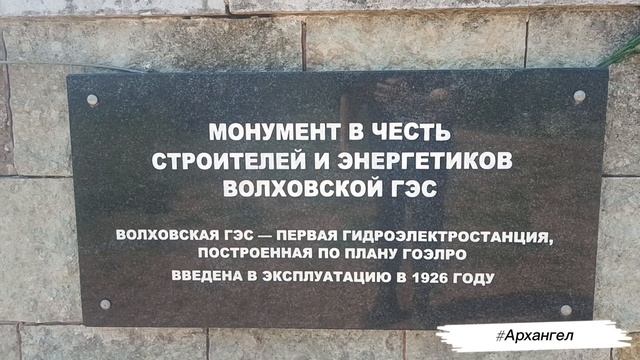 МОНУМЕНТ В ЧЕСТЬ
СТРОИТЕЛЕЙ И ЭНЕРГЕТИКОВ
ВОЛХОВСКОЙ ГЭС
ВОЛХОВСКАЯ ГЭС — ПЕРВАЯ ГИДРОЭЛЕКТРОСТАНЦИЯ,
ПОСТРОЕННАЯ ПО ПЛАНУ ГОЭЛРО
ВВЕДЕНА В ЭКСПЛУАТАЦИЮ В 1926 ГОДУ
#Архангел